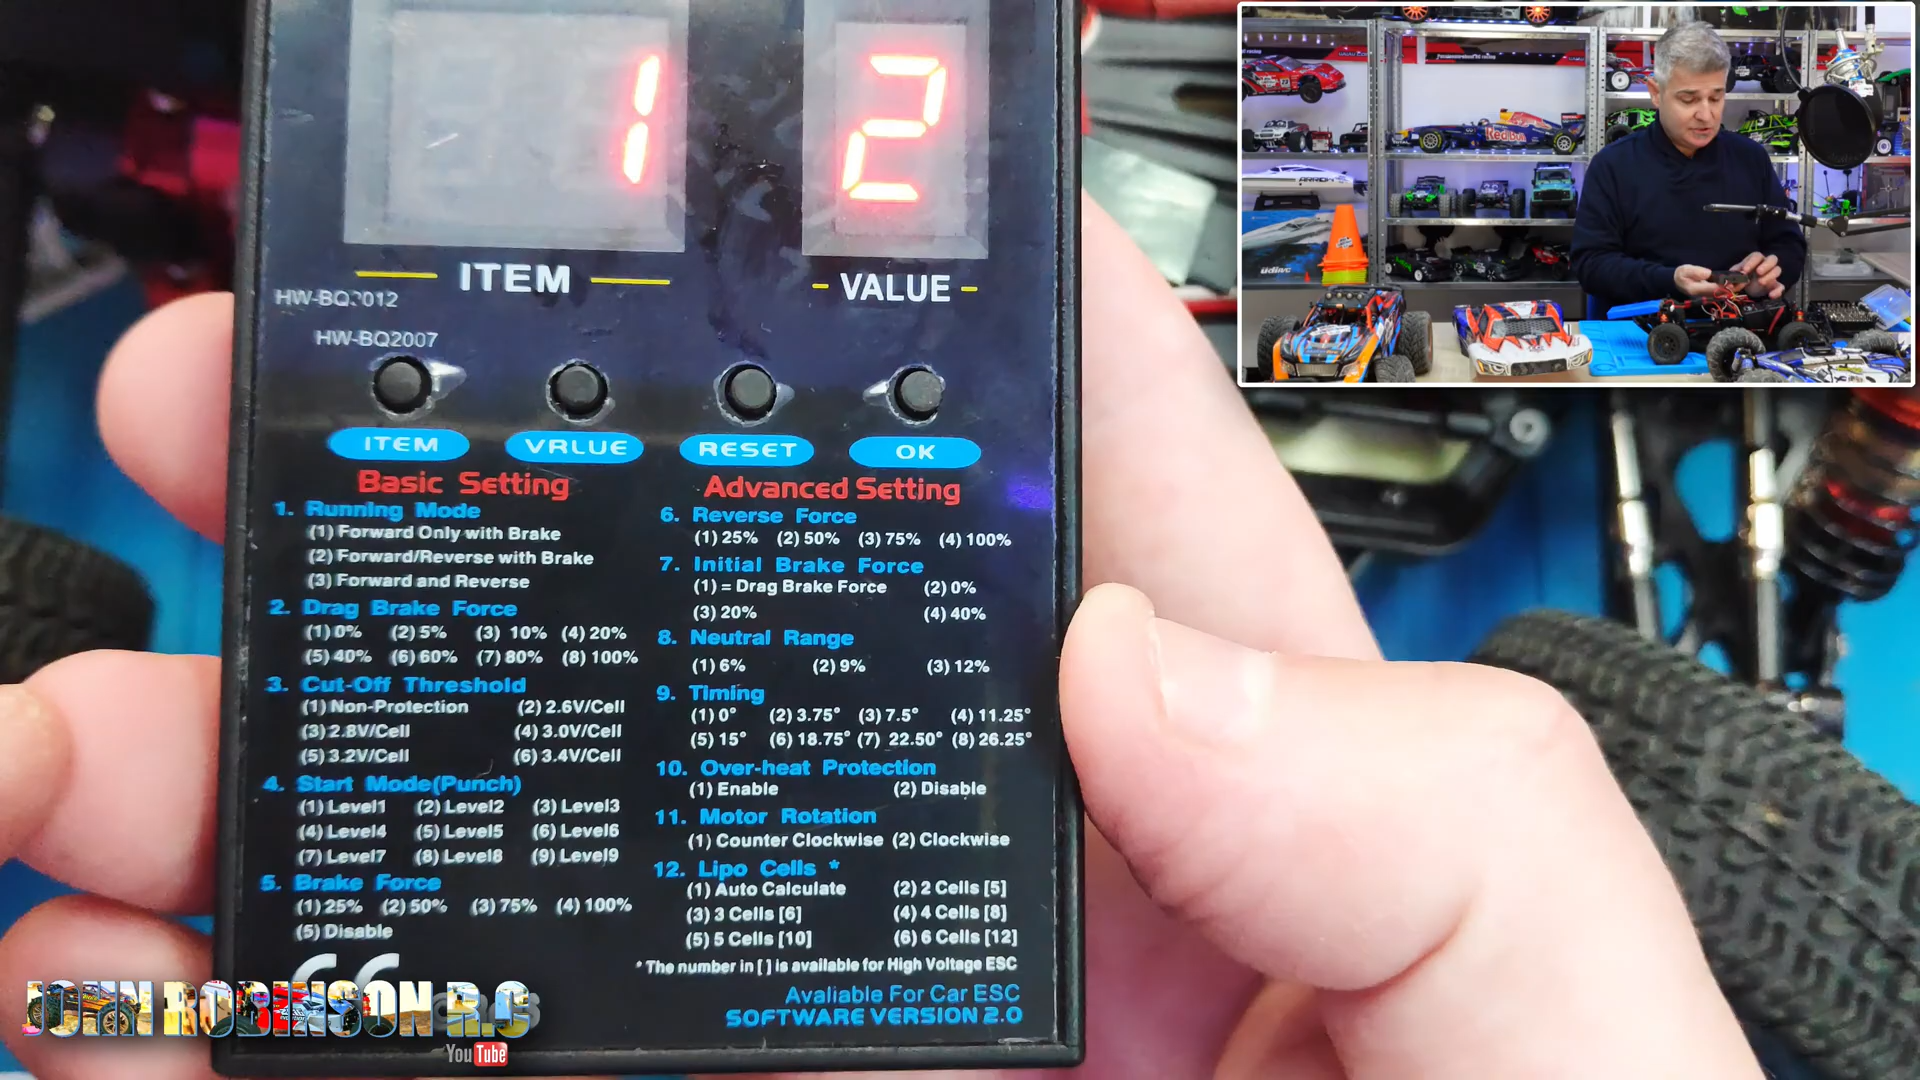 1 2
ITEM
VALUE
HW-BQ2012
HW-BQ2007
ITEM VRLUE RESET OK
Basic Setting
1. Running Mode
(1) Forward Only with Brake
(2) Forward/Reverse with Brake
(3) Forward and Reverse
2. Drag Brake Force
(1) 0% (2) 5% (3) 10% (4) 20%
(5) 40% (6) 60% (7) 80% (8) 100%
3. Cut-Off Threshold
(1) Non-Protection (2) 2.6V/Cell
(3) 2.8V/Cell (4) 3.0V/Cell
(5) 3.2V/Cell (6) 3.4V/Cell
4. Start Mode(Punch)
(1) Level1 (2) Level2 (3) Level3
(4) Level4 (5) Level5 (6) Level6
(7) Level7 (8) Level8 (9) Level9
5. Brake Force
(1) 25% (2) 50% (3) 75% (4) 100%
(5) Disable
Advanced Setting
6. Reverse Force
(1) 25% (2) 50% (3) 75% (4) 100%
7. Initial Brake Force
(1) = Drag Brake Force (2) 0%
(3) 20% (4) 40%
8. Neutral Range
(1) 6% (2) 9% (3) 12%
9. Timing
(1) 0° (2) 3.75° (3) 7.5° (4) 11.25°
(5) 15° (6) 18.75° (7) 22.50° (8) 26.25°
10. Over-heat Protection
(1) Enable (2) Disable
11. Motor Rotation
(1) Counter Clockwise (2) Clockwise
12. Lipo Cells *
(1) Auto Calculate (2) 2 Cells [5]
(3) 3 Cells [6] (4) 4 Cells [8]
(5) 5 Cells [10] (6) 6 Cells [12]
* The number in [ ] is available for High Voltage ESC
Avaliable For Car ESC
SOFTWARE VERSION 2.0
CE
JOHN ROBINSON R.C
YouTube
RedBull
ARROW
udiR/C